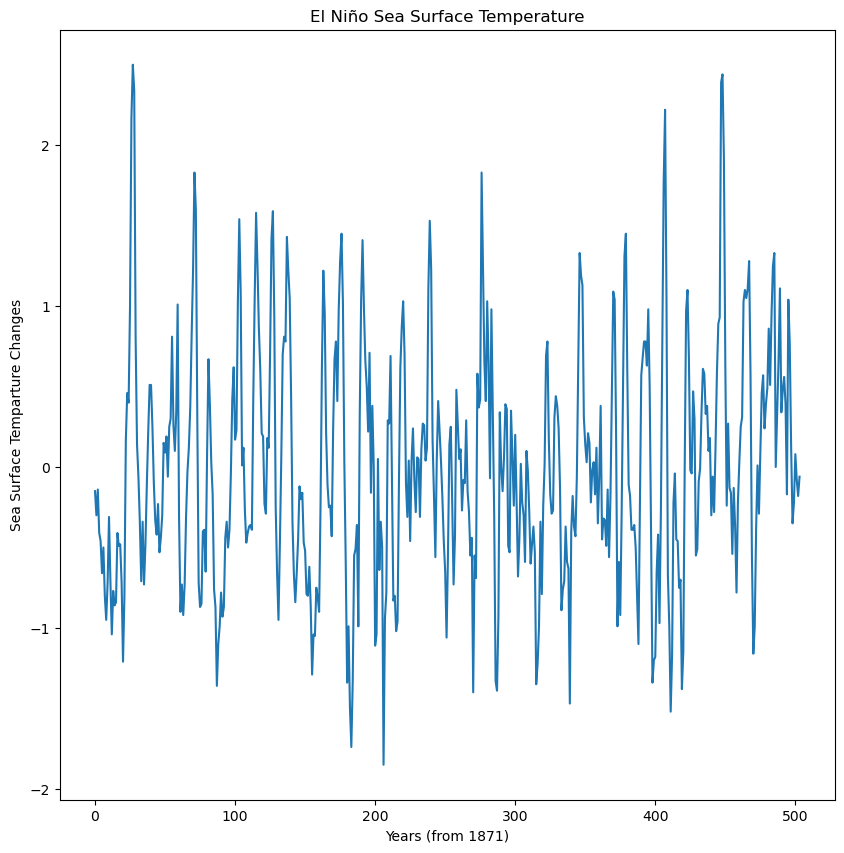 El Niño Sea Surface Temperature
Sea Surface Temparture Changes
2
1
0
−1
−2
0 100 200 300 400 500
Years (from 1871)